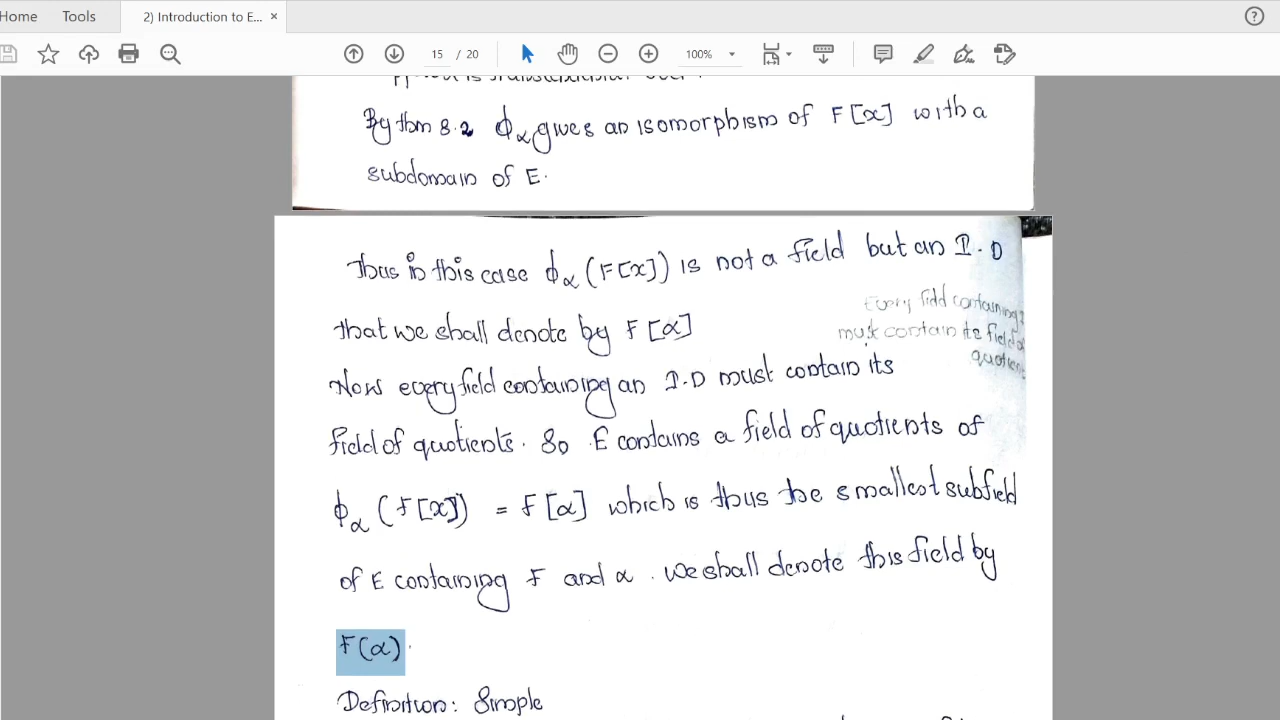 Home Tools 2) Introduction to E... ×
15 / 20 100%
By thm 8.2 ϕα gives an isomorphism of F[x] with a
subdomain of E.
Thus in this case ϕα (F[x]) is not a field but an I.D
that we shall denote by F[α]
Every field containing
must contain its field of
quotient
Now every field containing an I.D must contain its
field of quotients. So E contains a field of quotients of
ϕα (F[x]) = F[α] which is thus the smallest subfield
of E containing F and α. We shall denote this field by
F(α).
Definition: Simple